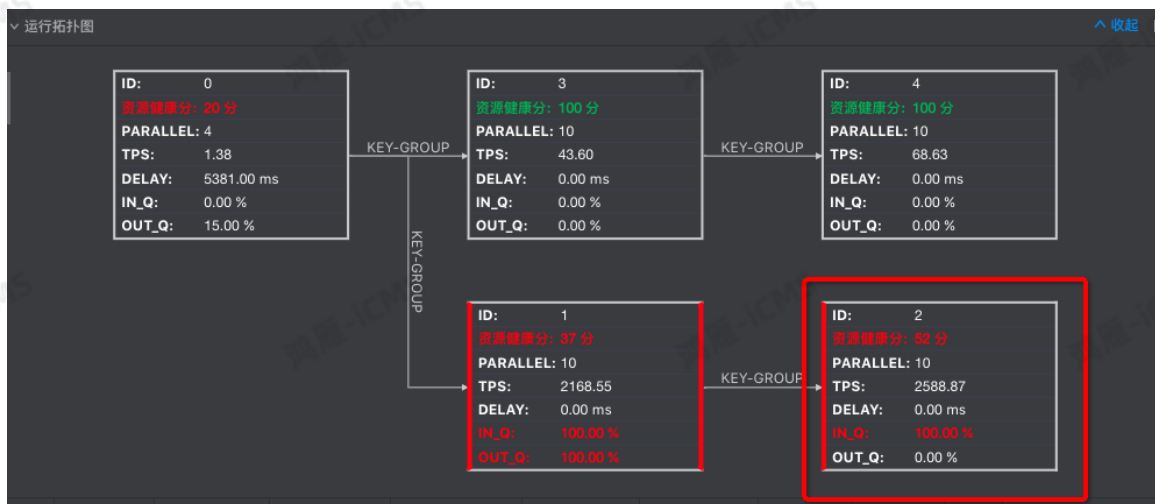 运行拓扑图
收起
ID: 0
资源健康分: 20 分
PARALLEL: 4
TPS: 1.38
DELAY: 5381.00 ms
IN_Q: 0.00 %
OUT_Q: 15.00 %
KEY-GROUP
ID: 3
资源健康分: 100 分
PARALLEL: 10
TPS: 43.60
DELAY: 0.00 ms
IN_Q: 0.00 %
OUT_Q: 0.00 %
KEY-GROUP
ID: 4
资源健康分: 100 分
PARALLEL: 10
TPS: 68.63
DELAY: 0.00 ms
IN_Q: 0.00 %
OUT_Q: 0.00 %
KEY-GROUP
ID: 1
资源健康分: 37 分
PARALLEL: 10
TPS: 2168.55
DELAY: 0.00 ms
IN_Q: 100.00 %
OUT_Q: 100.00 %
KEY-GROUP
ID: 2
资源健康分: 52 分
PARALLEL: 10
TPS: 2588.87
DELAY: 0.00 ms
IN_Q: 100.00 %
OUT_Q: 0.00 %